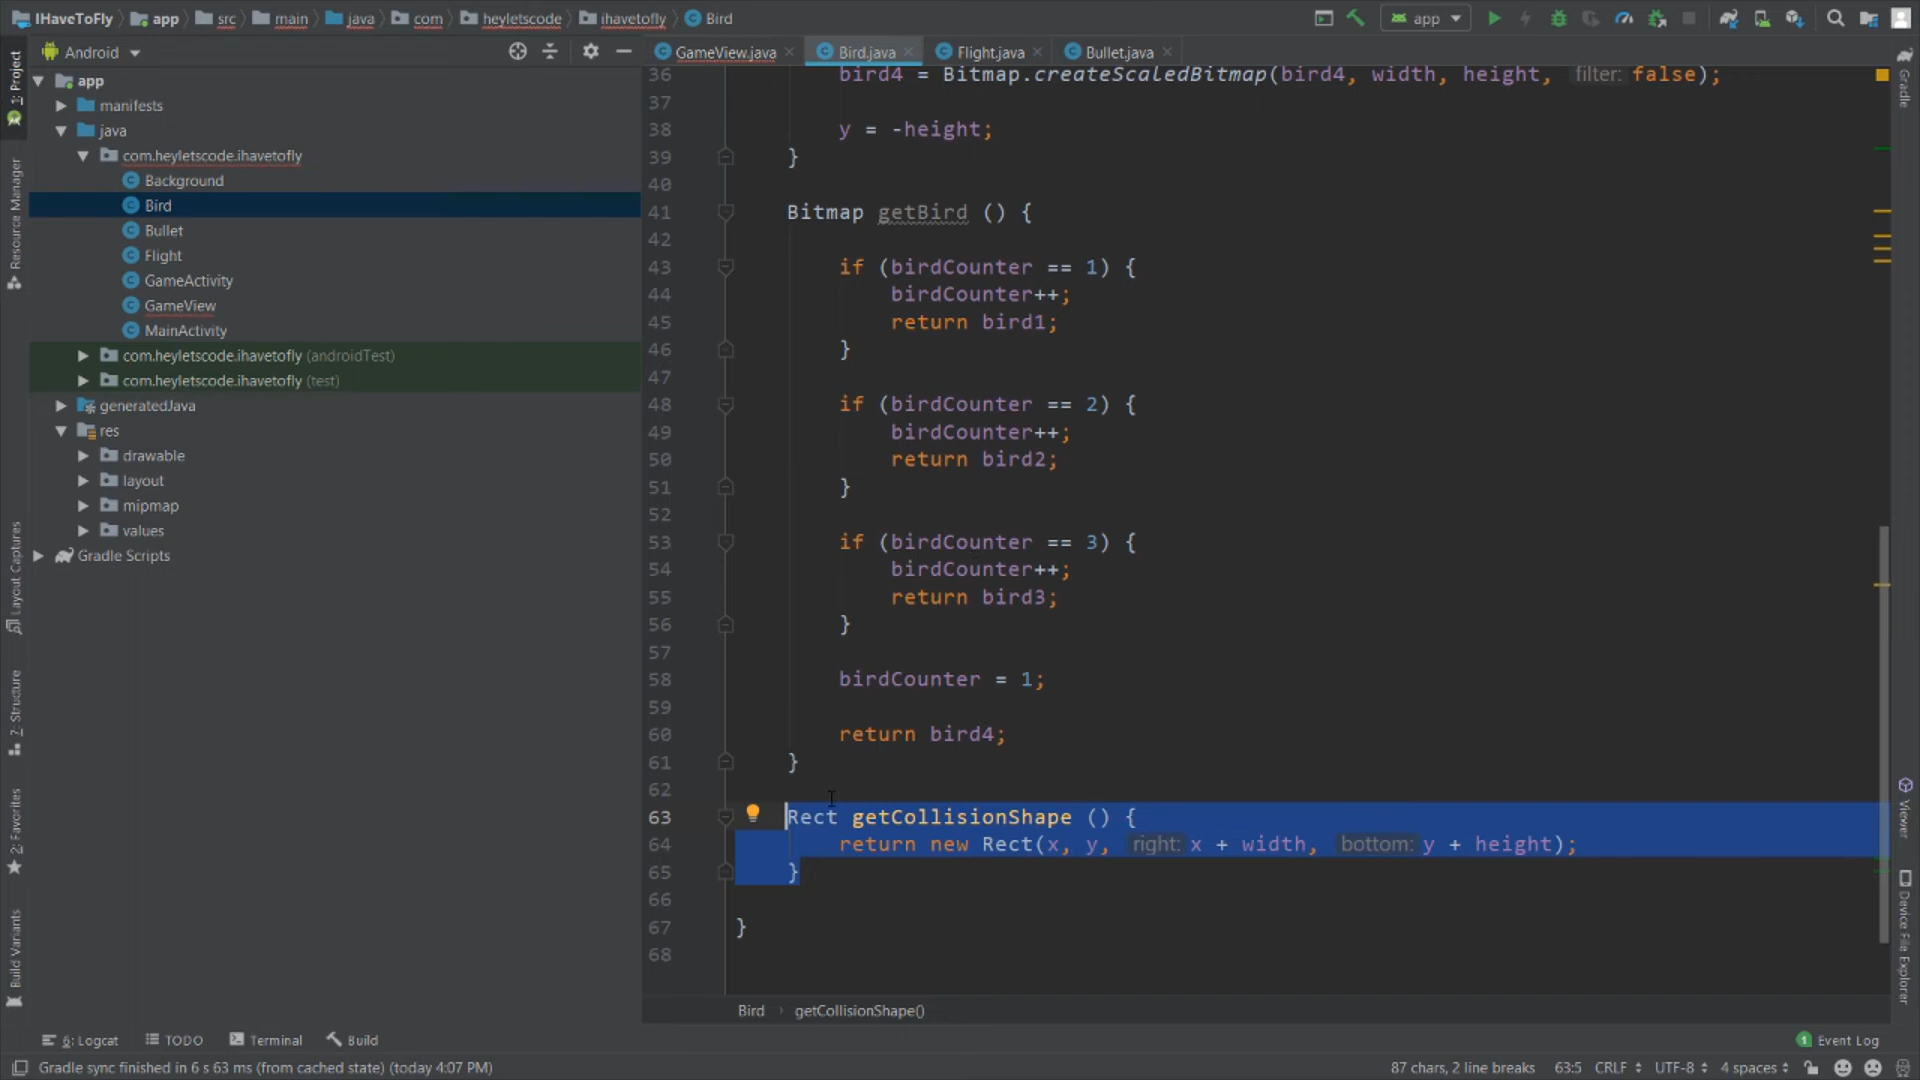 IHaveToFly app src main java com heyletscode ihavetofly Bird app
Android GameView.java Bird.java Flight.java Bullet.java
1: Project
Resource Manager
Layout Captures
7: Structure
2: Favorites
Build Variants
app
manifests
java
com.heyletscode.ihavetofly
Background
Bird
Bullet
Flight
GameActivity
GameView
MainActivity
com.heyletscode.ihavetofly (androidTest)
com.heyletscode.ihavetofly (test)
generatedJava
res
drawable
layout
mipmap
values
Gradle Scripts
36 bird4 = Bitmap.createScaledBitmap(bird4, width, height, filter: false);
37
38 y = -height;
39 }
40
41 Bitmap getBird () {
42
43 if (birdCounter == 1) {
44 birdCounter++;
45 return bird1;
46 }
47
48 if (birdCounter == 2) {
49 birdCounter++;
50 return bird2;
51 }
52
53 if (birdCounter == 3) {
54 birdCounter++;
55 return bird3;
56 }
57
58 birdCounter = 1;
59
60 return bird4;
61 }
62
63 Rect getCollisionShape () {
64 return new Rect(x, y, right: x + width, bottom: y + height);
65 }
66
67 }
68
Bird getCollisionShape()
Gradle
Viewer
Device File Explorer
6: Logcat TODO Terminal Build 1 Event Log
Gradle sync finished in 6 s 63 ms (from cached state) (today 4:07 PM) 87 chars, 2 line breaks 63:5 CRLF UTF-8 4 spaces